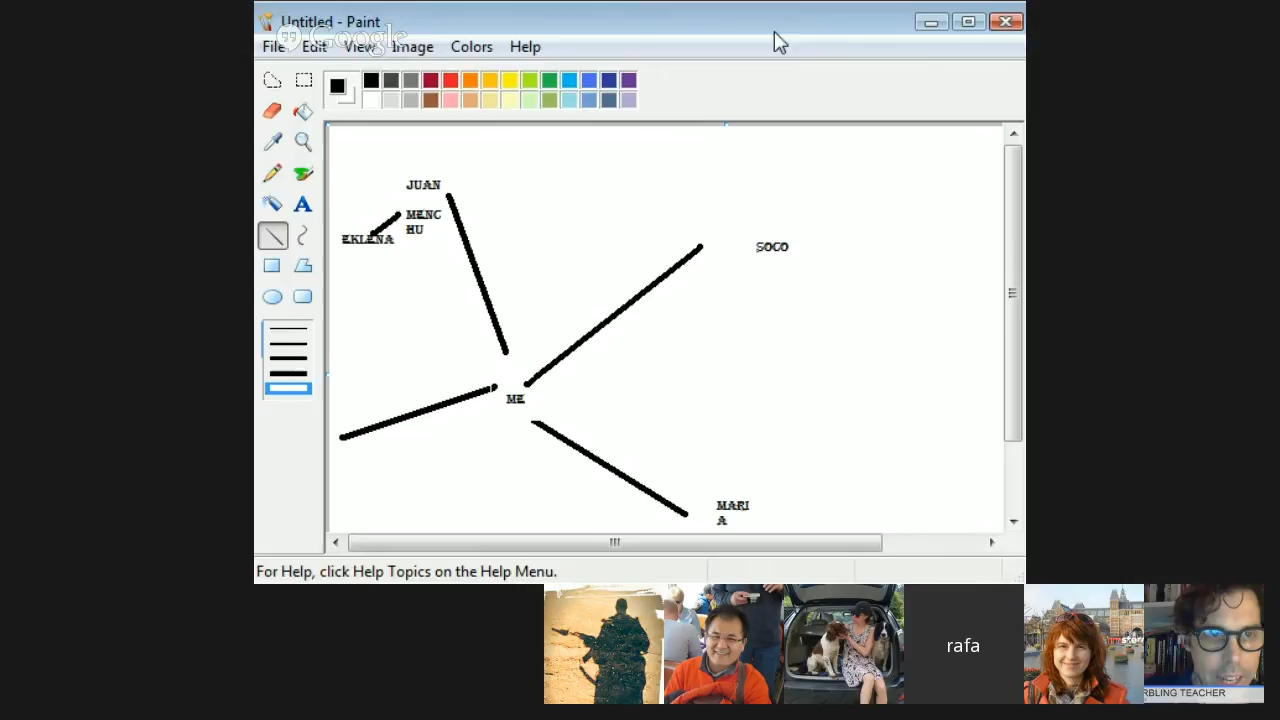 Untitled - Paint
Google
File Edit View Image Colors Help
JUAN
MENC
HU
EKLENA
SOCO
ME
MARI
A
For Help, click Help Topics on the Help Menu.
rafa
RBLING TEACHER